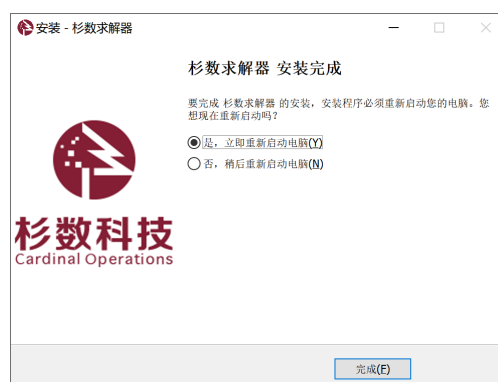 安装 - 杉数求解器
杉数求解器 安装完成
要完成 杉数求解器 的安装，安装程序必须重新启动您的电脑。您
想现在重新启动吗？
是，立即重新启动电脑(Y)
否，稍后重新启动电脑(N)
杉数科技
Cardinal Operations
完成(F)